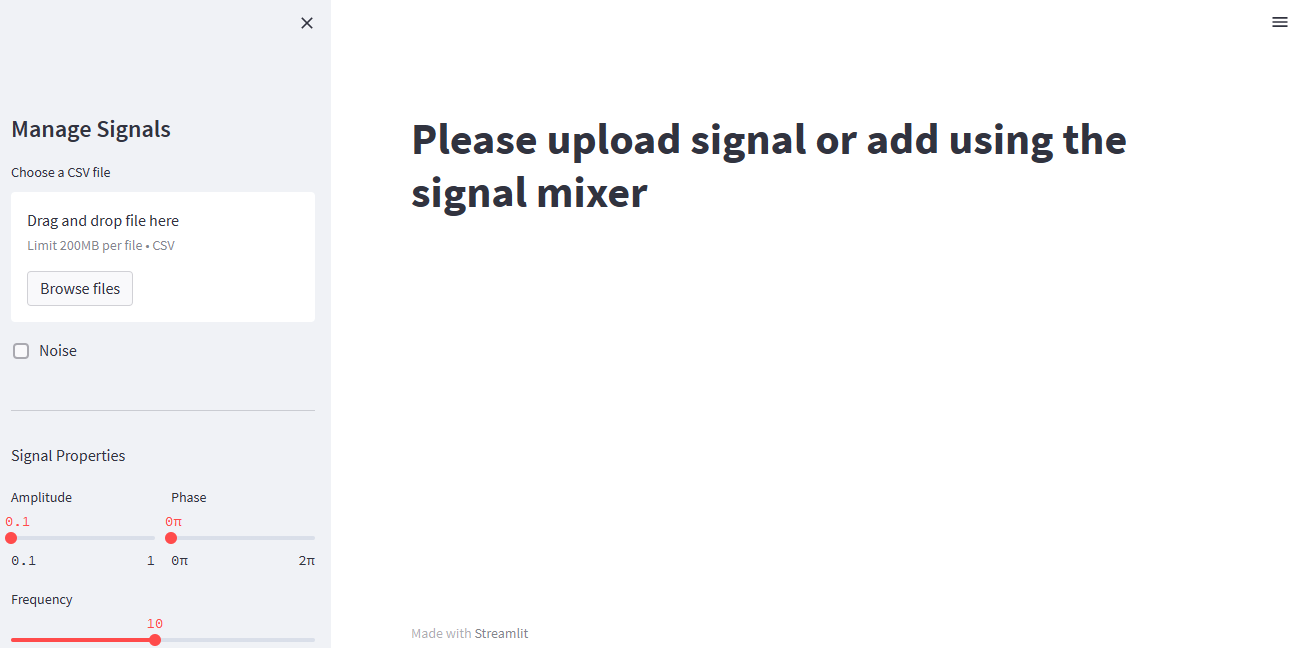 Manage Signals
Choose a CSV file
Drag and drop file here
Limit 200MB per file • CSV
Browse files
Noise
Signal Properties
Amplitude Phase
0.1 0π
0.1 1 0π 2π
Frequency
10
Please upload signal or add using the
signal mixer
Made with Streamlit